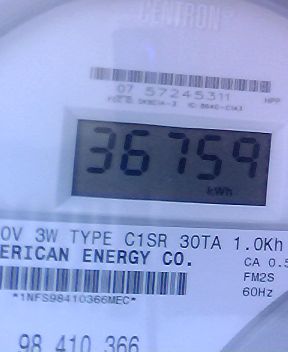 CENTRON
07 57245311
HPP
36759
kWh
0V 3W TYPE C1SR 30TA 1.0Kh
ERICAN ENERGY CO.
CA 0.5
FM2S
*1NFS98410366MEC*
60Hz
98 410 366